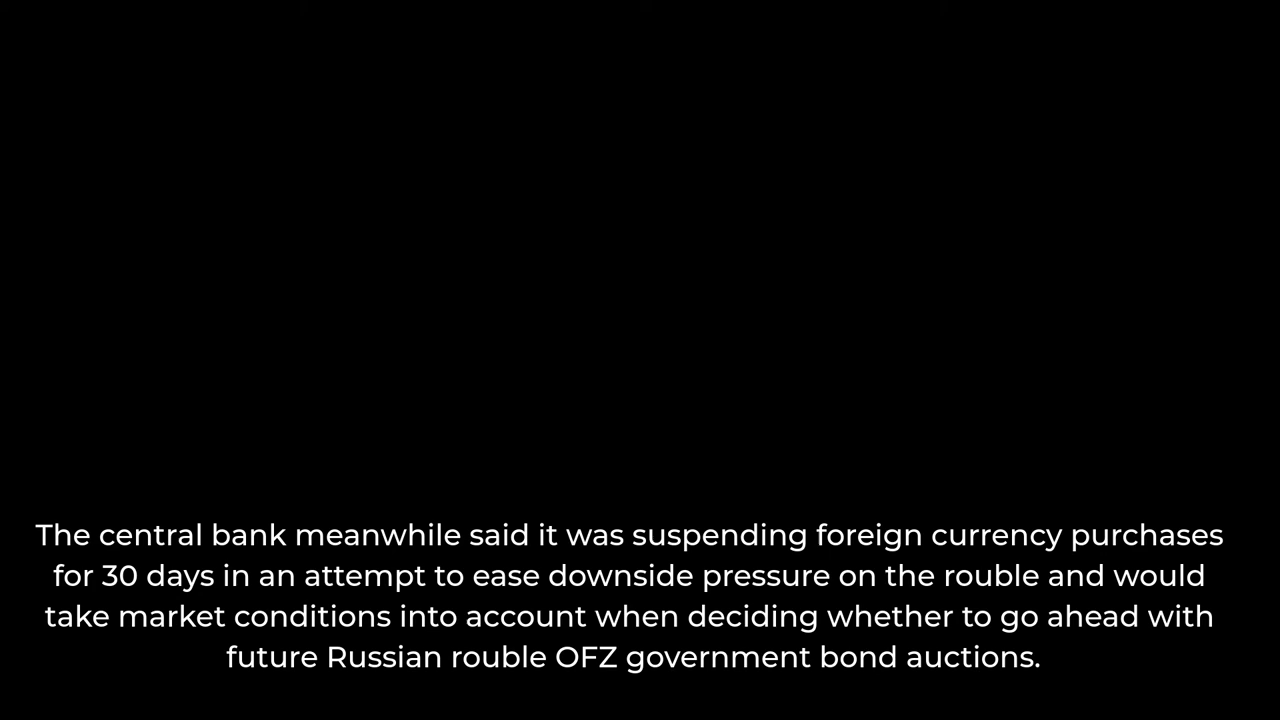 The central bank meanwhile said it was suspending foreign currency purchases
for 30 days in an attempt to ease downside pressure on the rouble and would
take market conditions into account when deciding whether to go ahead with
future Russian rouble OFZ government bond auctions.